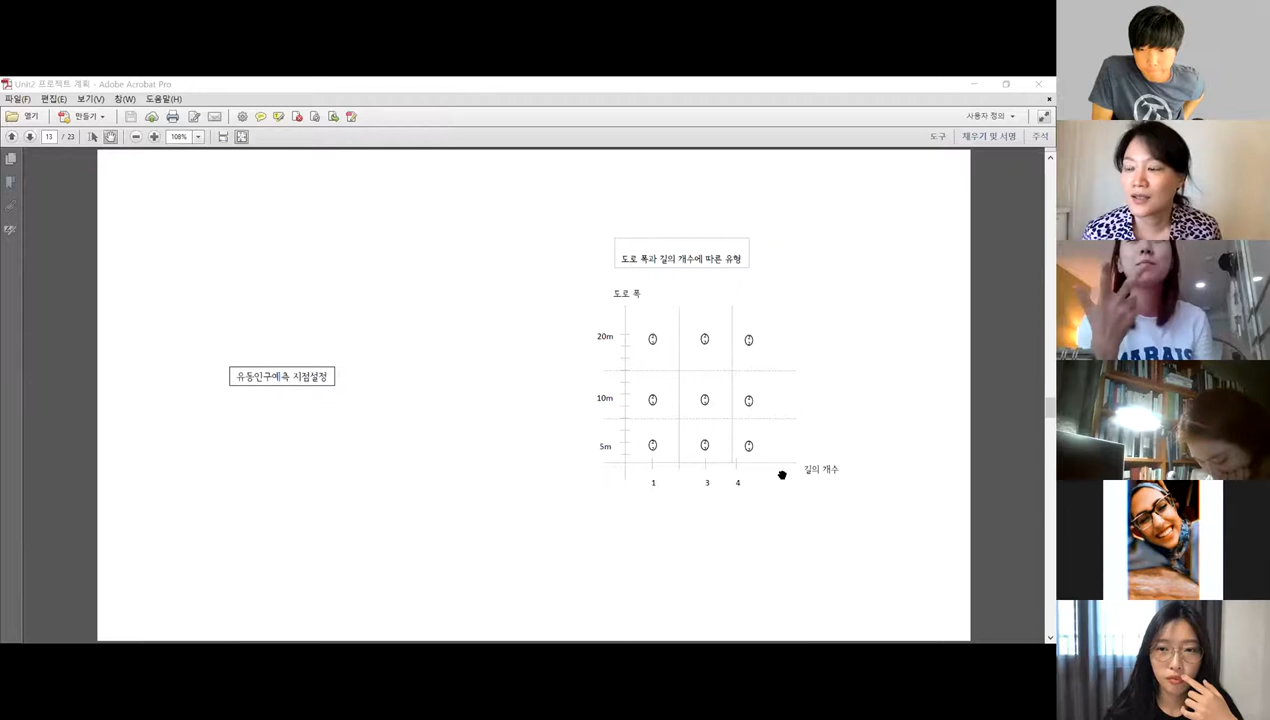 Unit2 프로젝트 계획 - Adobe Acrobat Pro
파일(F) 편집(E) 보기(V) 창(W) 도움말(H)
열기 만들기 사용자 정의
13 / 23 108% 도구 채우기 및 서명 주석
도로 폭과 길의 개수에 따른 유형
도로 폭
20m
유동인구예측 지점설정
10m
5m
길의 개수
1 3 4
MARAIS